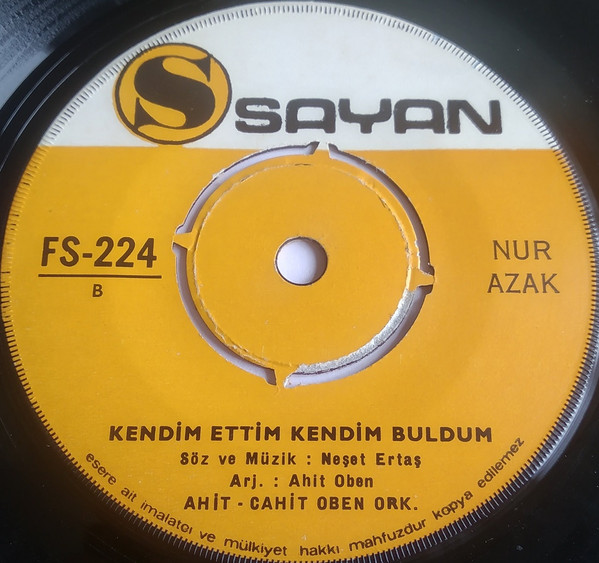 S SAYAN
FS-224
B
NUR
AZAK
KENDİM ETTİM KENDİM BULDUM
Söz ve Müzik : Neşet Ertaş
Arj. : Ahit Oben
AHİT - CAHİT OBEN ORK.
esere ait imalatcı ve mülkiyet hakkı mahfuzdur kopya edilemez